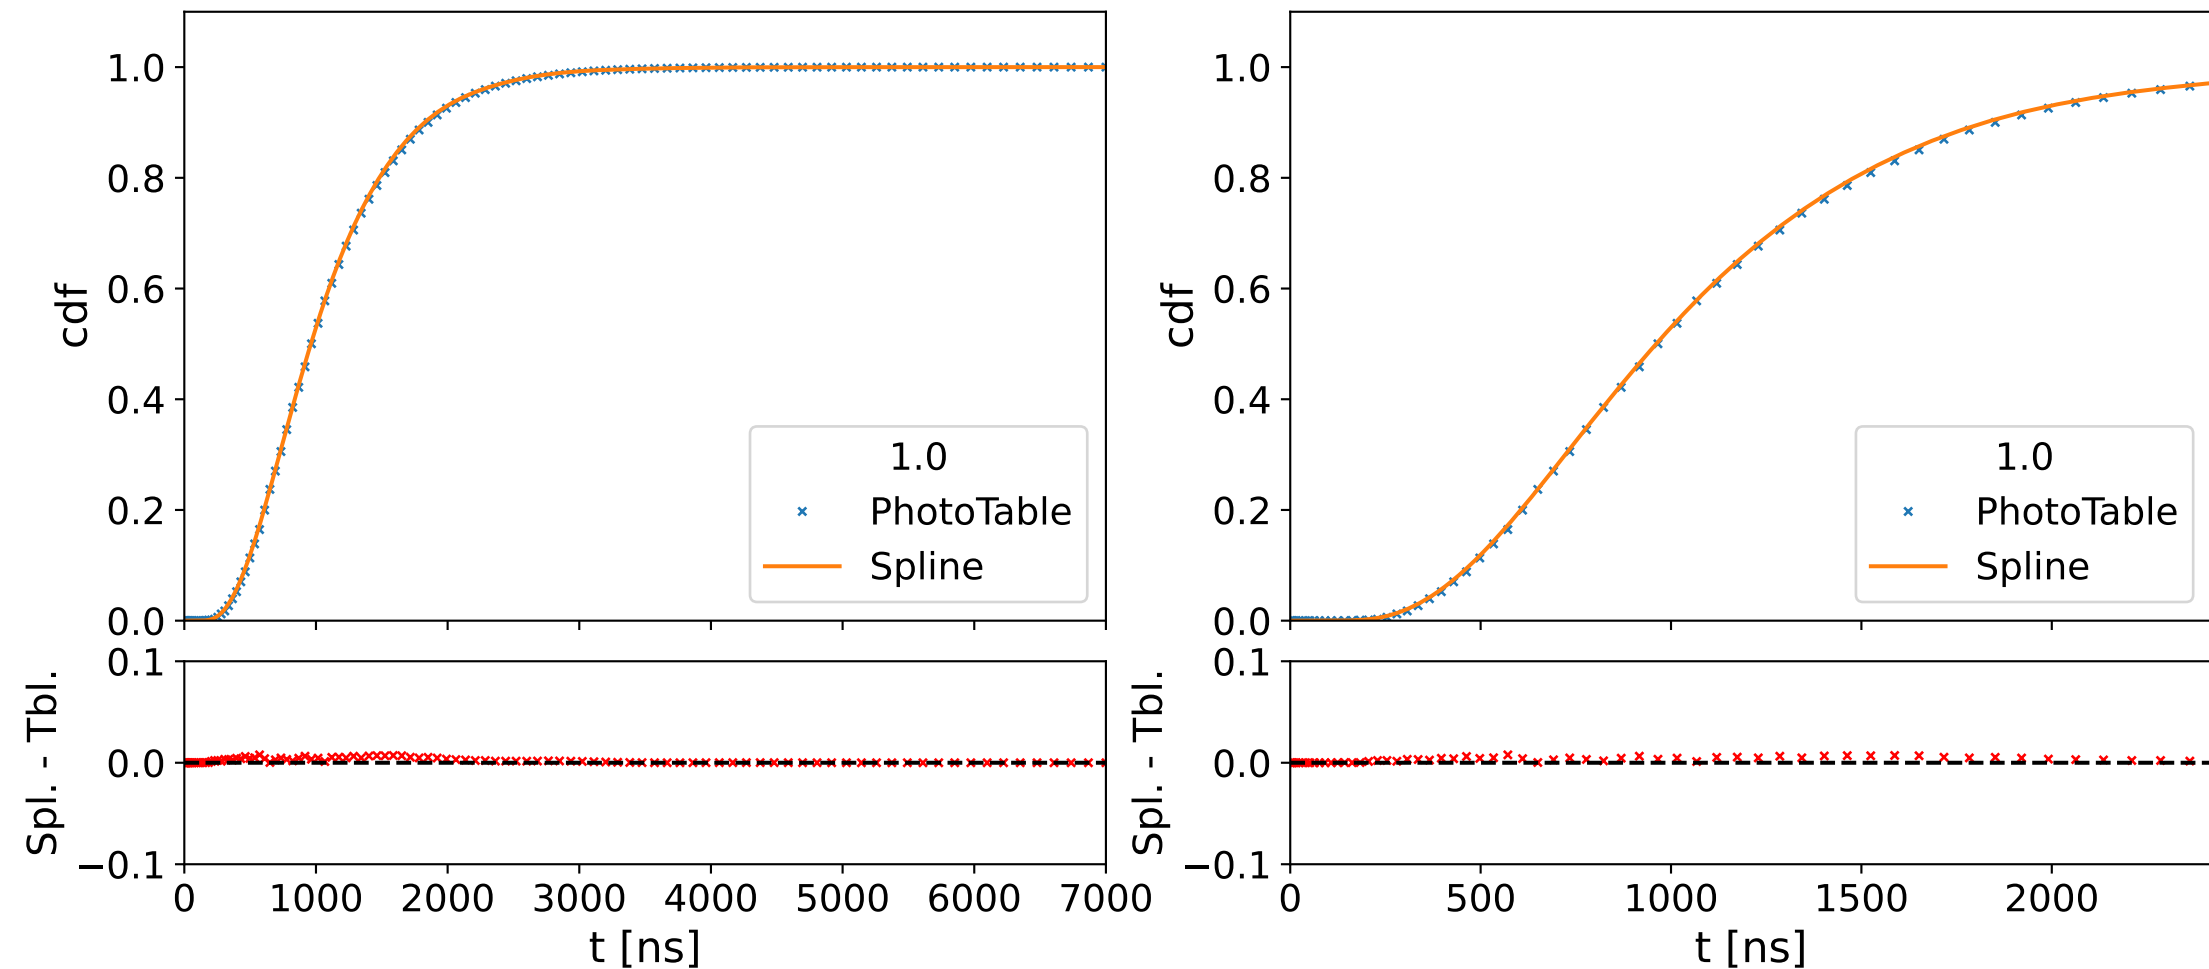 1.0
0.8
0.6
0.4
0.2
0.0
cdf
1.0
PhotoTable
Spline
0.1
0.0
−0.1
Spl. - Tbl.
0 1000 2000 3000 4000 5000 6000 7000
t [ns]
1.0
0.8
0.6
0.4
0.2
0.0
cdf
1.0
PhotoTable
Spline
0.1
0.0
−0.1
Spl. - Tbl.
0 500 1000 1500 2000
t [ns]